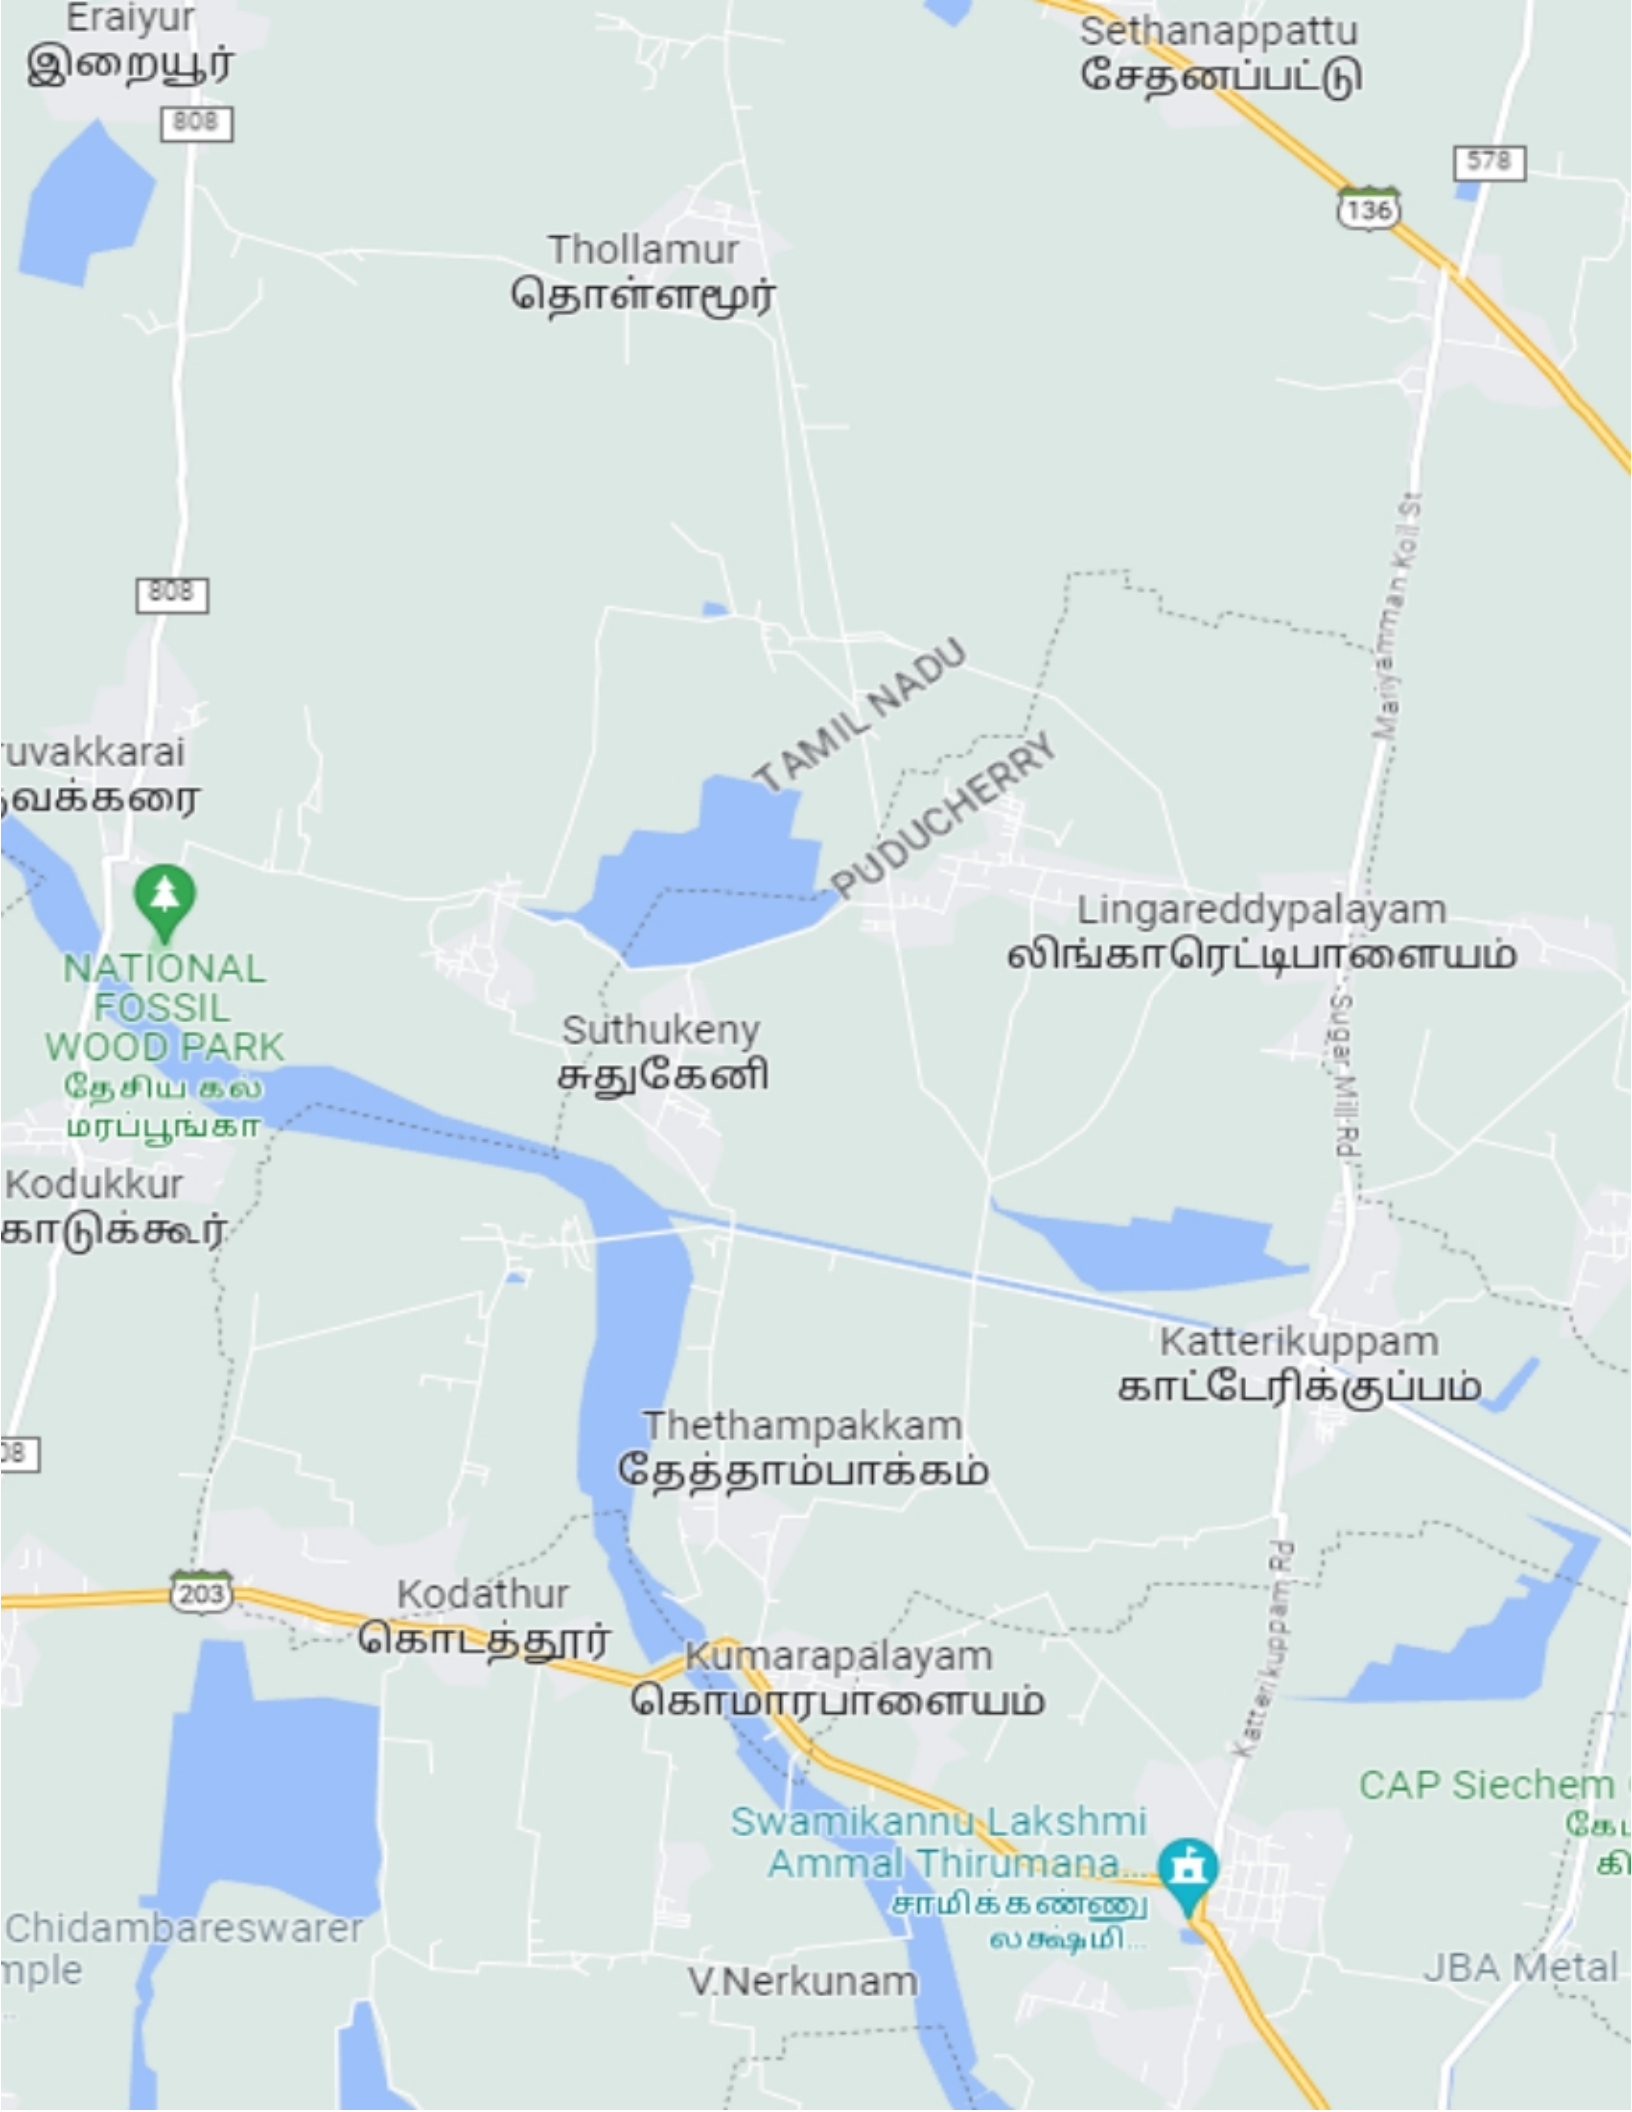 Eraiyur
இறையூர்
Sethanappattu
சேதனப்பட்டு
808
578
136
Thollamur
தொள்ளமூர்
Mariyamman Koil St
808
TAMIL NADU
PUDUCHERRY
ruvakkarai
வக்கரை
Lingareddypalayam
லிங்காரெட்டிபாளையம்
NATIONAL
FOSSIL
WOOD PARK
தேசிய கல்
மரப்பூங்கா
Suthukeny
சுதுகேனி
Sugar Mill Rd
Kodukkur
காடுக்கூர்
Katterikuppam
காட்டேரிக்குப்பம்
08
Thethampakkam
தேத்தாம்பாக்கம்
203
Kodathur
கொடத்தூர்
Katterikuppam Rd
Kumarapalayam
கொமாரபாளையம்
CAP Siechem
Swamikannu Lakshmi
Ammal Thirumana...
சாமிக்கண்ணு
லக்ஷ்மி...
Chidambareswarer
mple
JBA Metal
V.Nerkunam